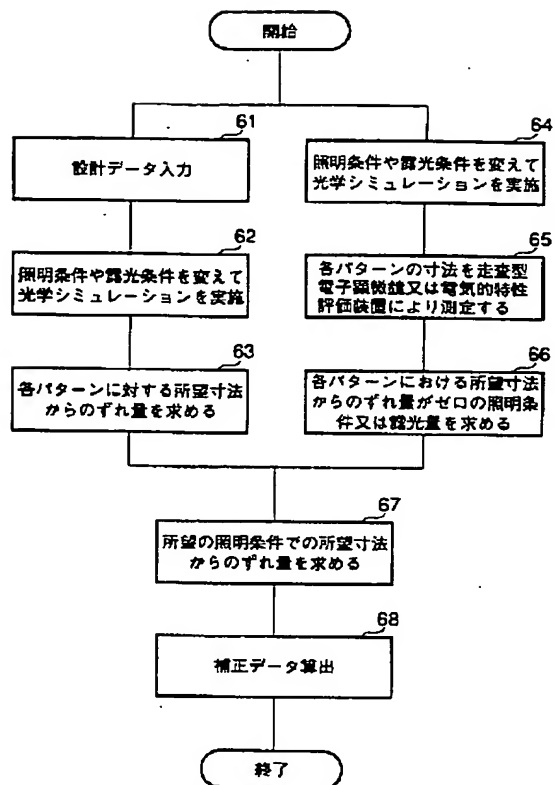 開始
61
設計データ入力
62
照明条件や露光条件を変えて
光学シミュレーションを実施
63
各パターンに対する所望寸法
からのずれ量を求める
64
照明条件や露光条件を変えて
光学シミュレーションを実施
65
各パターンの寸法を走査型
電子顕微鏡又は電気的特性
評価装置により測定する
66
各パターンにおける所望寸法
からのずれ量がゼロの照明条
件又は露光量を求める
67
所望の照明条件での所望寸法
からのずれ量を求める
68
補正データ算出
終了